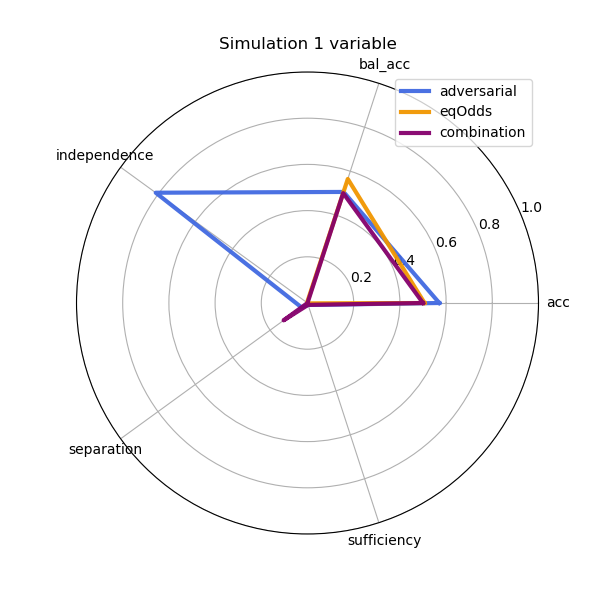 Simulation 1 variable
bal_acc
adversarial
eqOdds
combination
independence
1.0
0.8
0.6
0.4
0.2
acc
separation
sufficiency